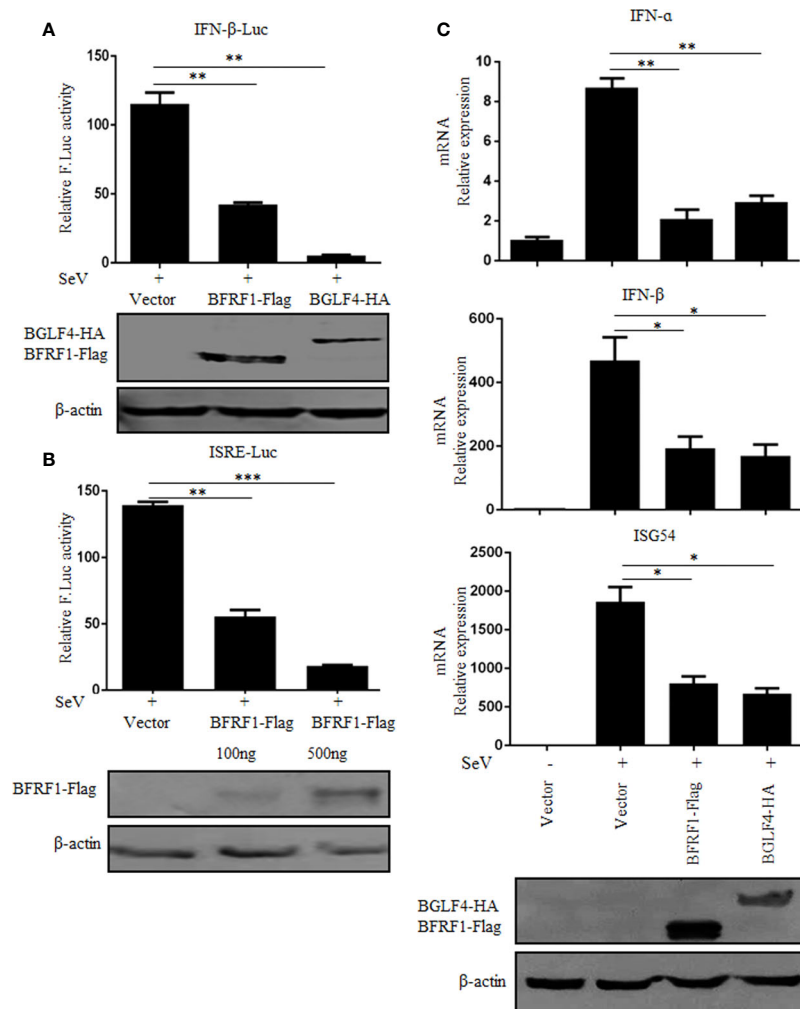 A
IFN-β-Luc
Relative F.Luc activity
150
100
50
0
**
**
SeV + + +
Vector BFRF1-Flag BGLF4-HA
BGLF4-HA
BFRF1-Flag
β-actin
B
ISRE-Luc
Relative F.Luc activity
150
100
50
0
***
**
SeV + + +
Vector BFRF1-Flag BFRF1-Flag
100ng 500ng
BFRF1-Flag
β-actin
C
IFN-α
mRNA
Relative expression
10
8
6
4
2
0
**
**
IFN-β
mRNA
Relative expression
600
400
200
0
*
*
ISG54
mRNA
Relative expression
2500
2000
1500
1000
500
0
*
*
SeV - + + +
Vector Vector BFRF1-Flag BGLF4-HA
BGLF4-HA
BFRF1-Flag
β-actin